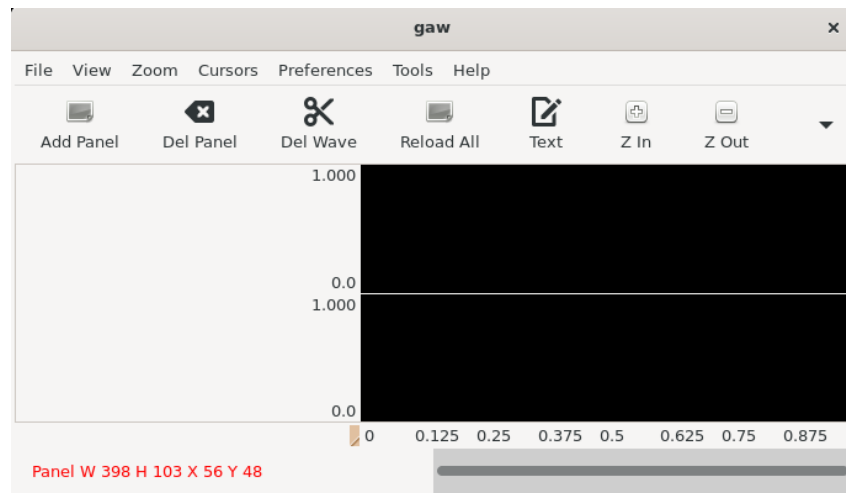 gaw
File View Zoom Cursors Preferences Tools Help
Add Panel Del Panel Del Wave Reload All Text Z In Z Out
1.000
0.0
1.000
0.0
0 0.125 0.25 0.375 0.5 0.625 0.75 0.875
Panel W 398 H 103 X 56 Y 48